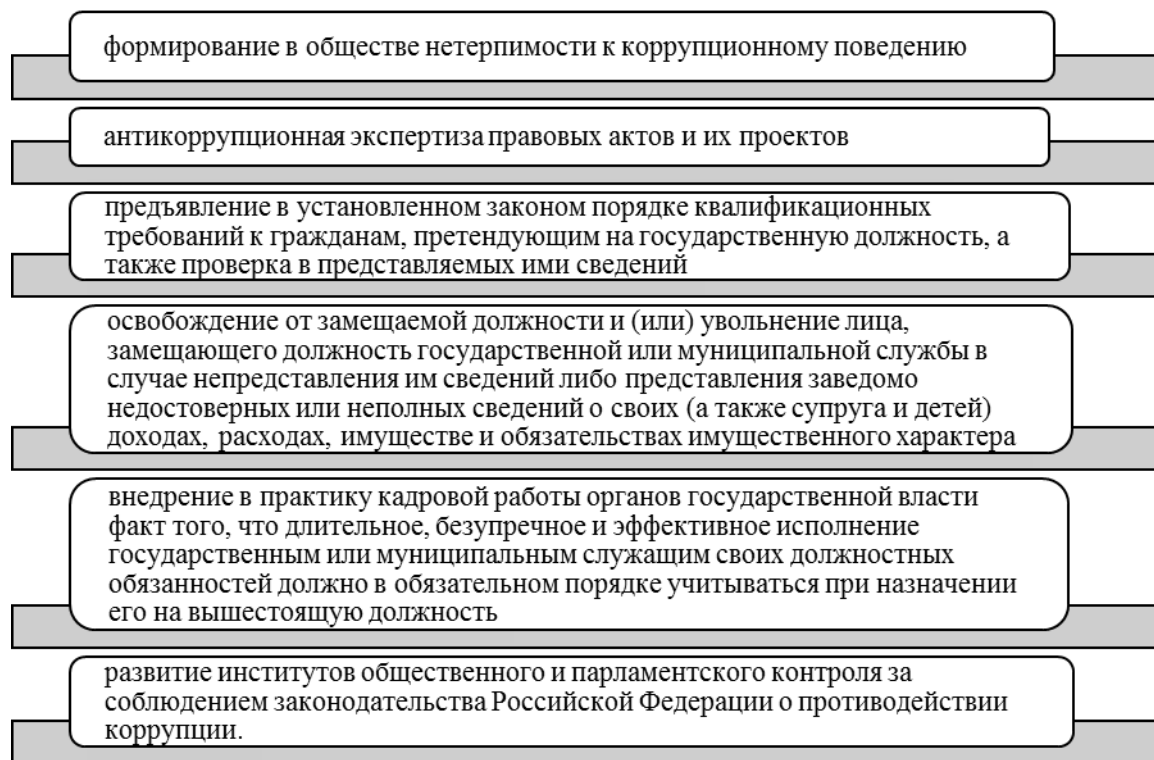 формирование в обществе нетерпимости к коррупционному поведению
антикоррупционная экспертиза правовых актов и их проектов
предъявление в установленном законом порядке квалификационных
требований к гражданам, претендующим на государственную должность, а
также проверка в представляемых ими сведений
освобождение от замещаемой должности и (или) увольнение лица,
замещающего должность государственной или муниципальной службы в
случае непредставления им сведений либо представления заведомо
недостоверных или неполных сведений о своих (а также супруга и детей)
доходах, расходах, имуществе и обязательствах имущественного характера
внедрение в практику кадровой работы органов государственной власти
факт того, что длительное, безупречное и эффективное исполнение
государственным или муниципальным служащим своих должностных
обязанностей должно в обязательном порядке учитываться при назначении
его на вышестоящую должность
развитие институтов общественного и парламентского контроля за
соблюдением законодательства Российской Федерации о противодействии
коррупции.